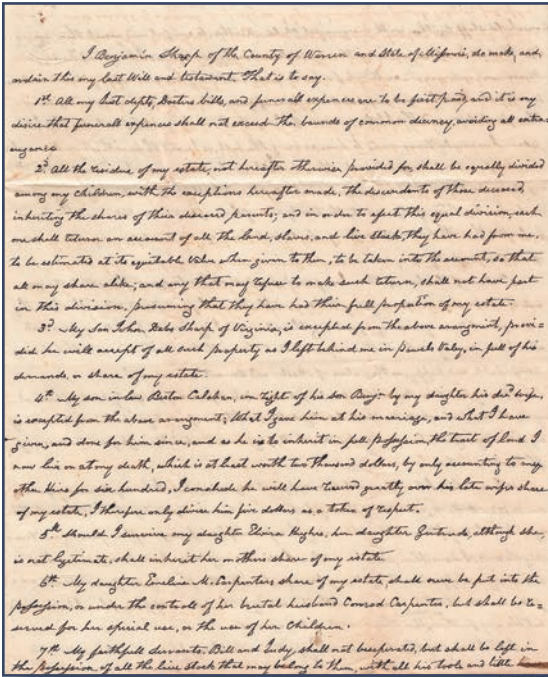 I Benjamin Sharp of the County of Warren and State of Missouri, do make, and
ordain this my last Will and testament. That is to say.
1st All my just depts, Doctors bills, and funerall expences are to be first paid, and it is my
disire that funerall expences shall not exceed the bounds of common decency, avoiding all extra=
vigance
2d All the residue of my estate, not hereafter otherwise provided for, shall be equally divided
among my children, with the exceptions hereafter made, the descendents of those deceased
inheriting the shares of their deceased parents; and in order to afect this equal division, each
one shall return an account of all the land, slaves, and live stock, they have had from me,
to be estimated at its equitable value when given to them, to be taken into the account, so that
all may share alike; and any that may refuse to make such return, shall not have part
in this division, presuming that they have had their full propotion of my estate.
3d My Son John Dabs Sharp of Virginia, is excepted from the above arangment, provi=
did he will accept of all such property as I left behind me in Powels Valey, in full of his
demands, or share of my estate.
4th My son in law, Barton Calahan, in right of his son Benjn by my daughter his decd wife,
is excepted from the above arrangement; What I gave him at his marriage, and what I have
given, and done for him since, and as he is to inherit in full possession, the tract of land I
now live on at my death, which is at least worth two thousand dollars, by only accounting to my
other Heirs for six hundred, I conclude he will have received greatly over his late wifes share
of my estate, I therefore only divise him five dollars as a token of respect.
5th Should I survive my daughter Elvira Hughes, her daughter Gertrude, although she
is not legitimate, shall inherit her mothers share of my estate
6th My daughter Emelia M. Carpenters share of my estate, shall never be put into the
possession, or under the controle of her brutal husband Conrod Carpenter, but shall be re=
served for her special use, or the use of her Children.
7th My faithfull servants, Bill and Judy, shall not be seperated, but shall be left in
the possession of all the live stock that may belong to them, with all his tools and little